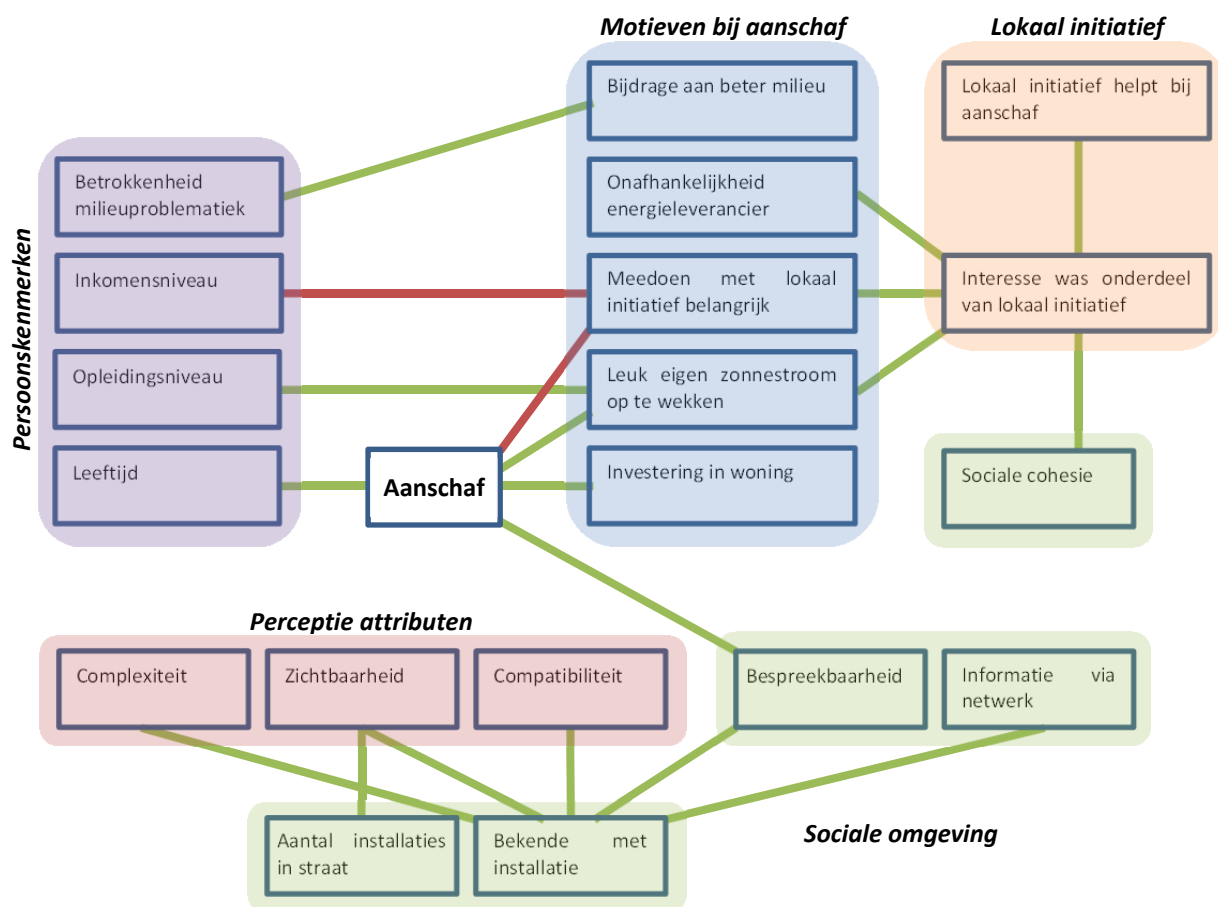 Motieven bij aanschaf
Lokaal initiatief
Bijdrage aan beter milieu
Lokaal initiatief helpt bij
aanschaf
Persoonskenmerken
Betrokkenheid
milieuproblematiek
Onafhankelijkheid
energieleverancier
Inkomensniveau
Meedoen met lokaal
initiatief belangrijk
Interesse was onderdeel
van lokaal initiatief
Opleidingsniveau
Leuk eigen zonnestroom
op te wekken
Leeftijd
Aanschaf
Investering in woning
Sociale cohesie
Perceptie attributen
Complexiteit
Zichtbaarheid
Compatibiliteit
Bespreekbaarheid
Informatie via
netwerk
Aantal installaties
in straat
Bekende met
installatie
Sociale omgeving